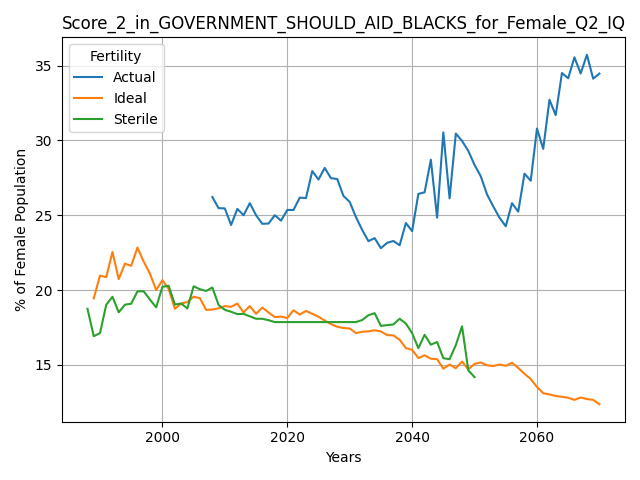 Score_2_in_GOVERNMENT_SHOULD_AID_BLACKS_for_Female_Q2_IQ
Fertility
Actual
Ideal
Sterile
% of Female Population
35
30
25
20
15
2000
2020
2040
2060
Years